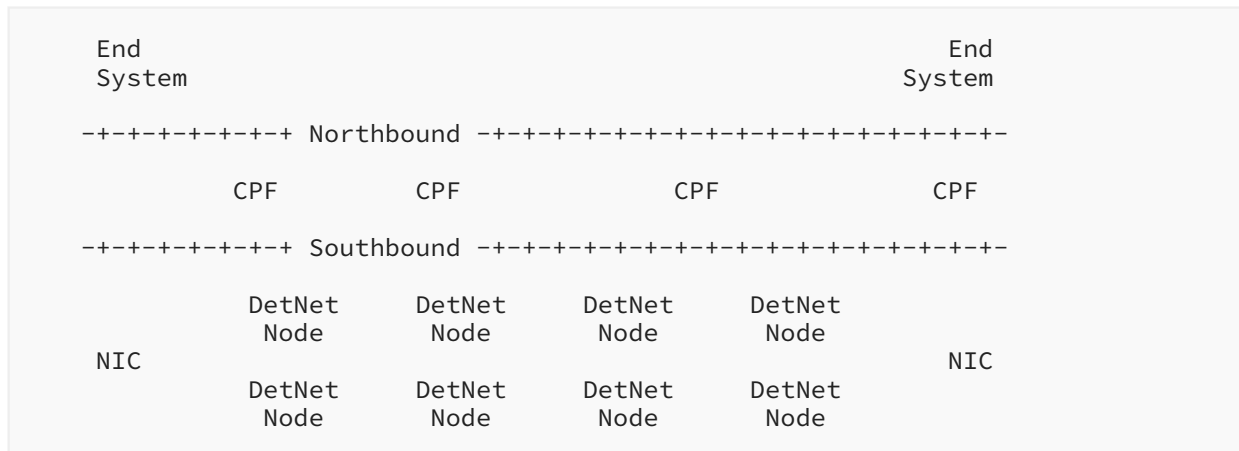 End                                                     End
System                                               System
-+-+-+-+-+-+-+ Northbound -+-+-+-+-+-+-+-+-+-+-+-+-+-+-+-+-+-
CPF         CPF              CPF              CPF
-+-+-+-+-+-+-+ Southbound -+-+-+-+-+-+-+-+-+-+-+-+-+-+-+-+-+-
DetNet     DetNet     DetNet     DetNet
Node       Node       Node       Node
NIC                                                     NIC
DetNet     DetNet     DetNet     DetNet
Node       Node       Node       Node